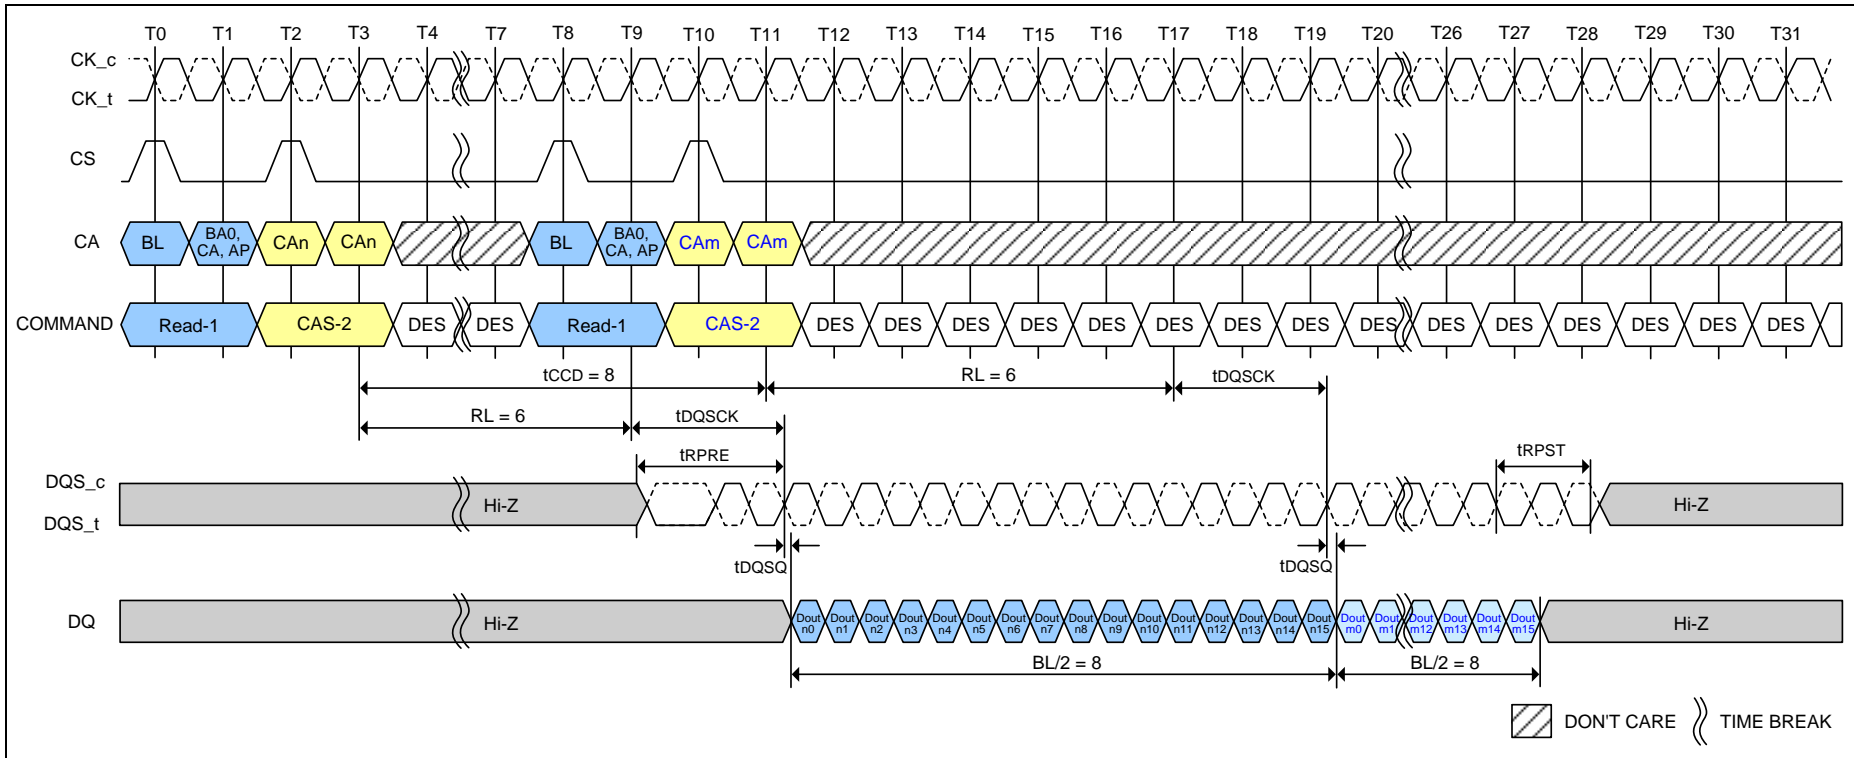 T0 T1 T2 T3 T4 T7 T8 T9 T10 T11 T12 T13 T14 T15 T16 T17 T18 T19 T20 T26 T27 T28 T29 T30 T31
CK_c
CK_t
CS
CA BL BA0, CA, AP CAn CAn BL BA0, CA, AP CAm CAm
COMMAND Read-1 CAS-2 DES DES Read-1 CAS-2 DES DES DES DES DES DES DES DES DES DES DES DES DES DES DES
tCCD = 8 RL = 6 tDQSCK
RL = 6 tDQSCK
tRPRE tRPST
DQS_c
DQS_t
Hi-Z Hi-Z
tDQSQ tDQSQ
DQ Hi-Z Dout n0 Dout n1 Dout n2 Dout n3 Dout n4 Dout n5 Dout n6 Dout n7 Dout n8 Dout n9 Dout n10 Dout n11 Dout n12 Dout n13 Dout n14 Dout n15 Dout m0 Dout m1 Dout m12 Dout m13 Dout m14 Dout m15 Hi-Z
BL/2 = 8 BL/2 = 8
DON'T CARE TIME BREAK